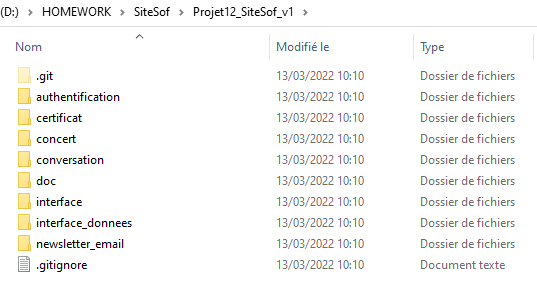 (D:) > HOMEWORK > SiteSof > Projet12_SiteSof_v1 >
Nom Modifié le Type
.git 13/03/2022 10:10 Dossier de fichiers
authentification 13/03/2022 10:10 Dossier de fichiers
certificat 13/03/2022 10:10 Dossier de fichiers
concert 13/03/2022 10:10 Dossier de fichiers
conversation 13/03/2022 10:10 Dossier de fichiers
doc 13/03/2022 10:10 Dossier de fichiers
interface 13/03/2022 10:10 Dossier de fichiers
interface_donnees 13/03/2022 10:10 Dossier de fichiers
newsletter_email 13/03/2022 10:10 Dossier de fichiers
.gitignore 13/03/2022 10:10 Document texte